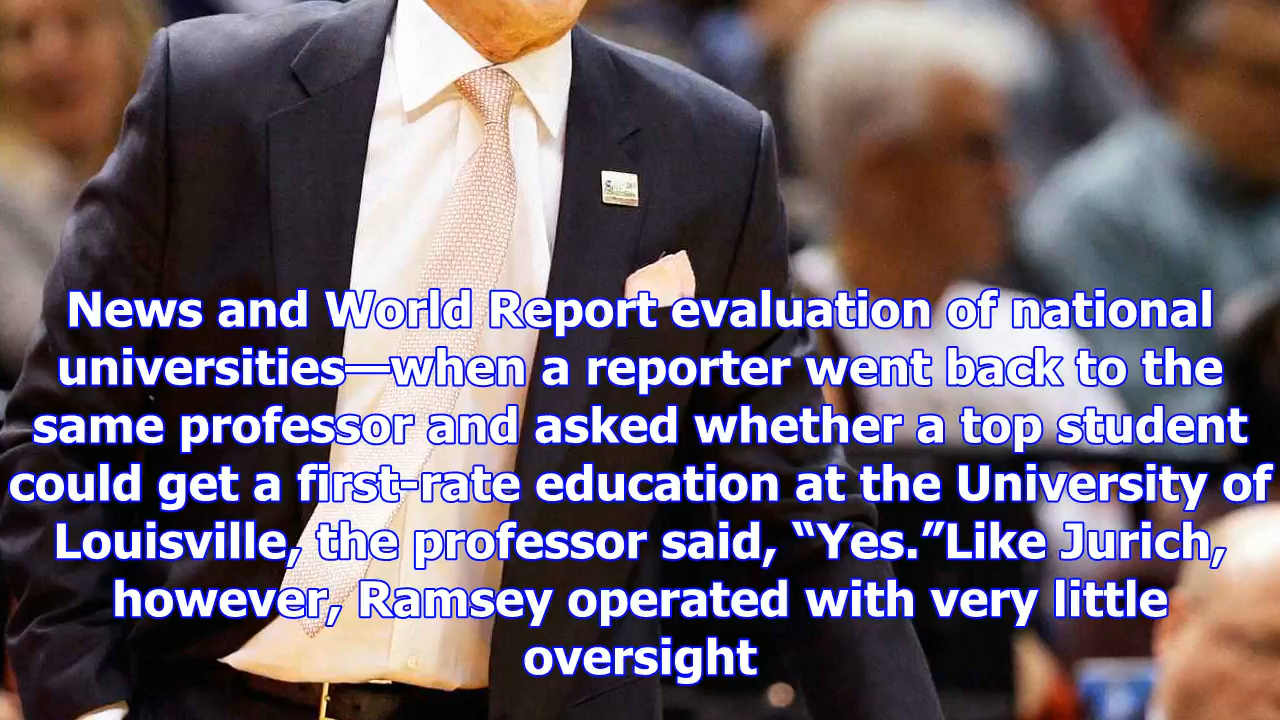 News and World Report evaluation of national
universities—when a reporter went back to the
same professor and asked whether a top student
could get a first-rate education at the University of
Louisville, the professor said, “Yes.”Like Jurich,
however, Ramsey operated with very little
oversight